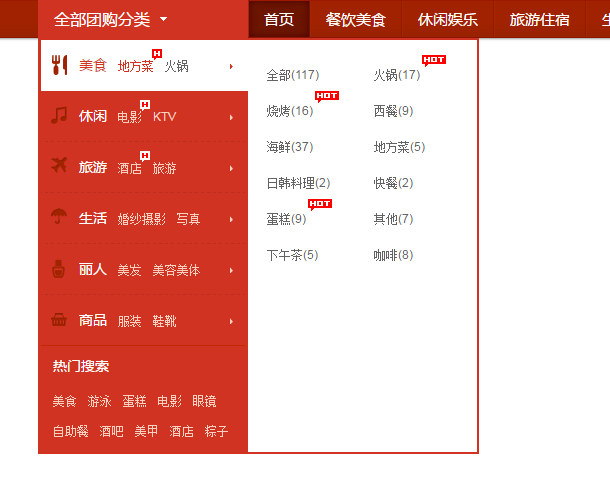 全部团购分类 首页 餐饮美食 休闲娱乐 旅游住宿
美食 地方菜 H 火锅
休闲 电影 H KTV
旅游 酒店 H 旅游
生活 婚纱摄影 写真
丽人 美发 美容美体
商品 服装 鞋靴
热门搜索
美食 游泳 蛋糕 电影 眼镜
自助餐 酒吧 美甲 酒店 粽子
全部(117) 火锅(17) HOT
烧烤(16) HOT 西餐(9)
海鲜(37) 地方菜(5)
日韩料理(2) 快餐(2)
蛋糕(9) HOT 其他(7)
下午茶(5) 咖啡(8)